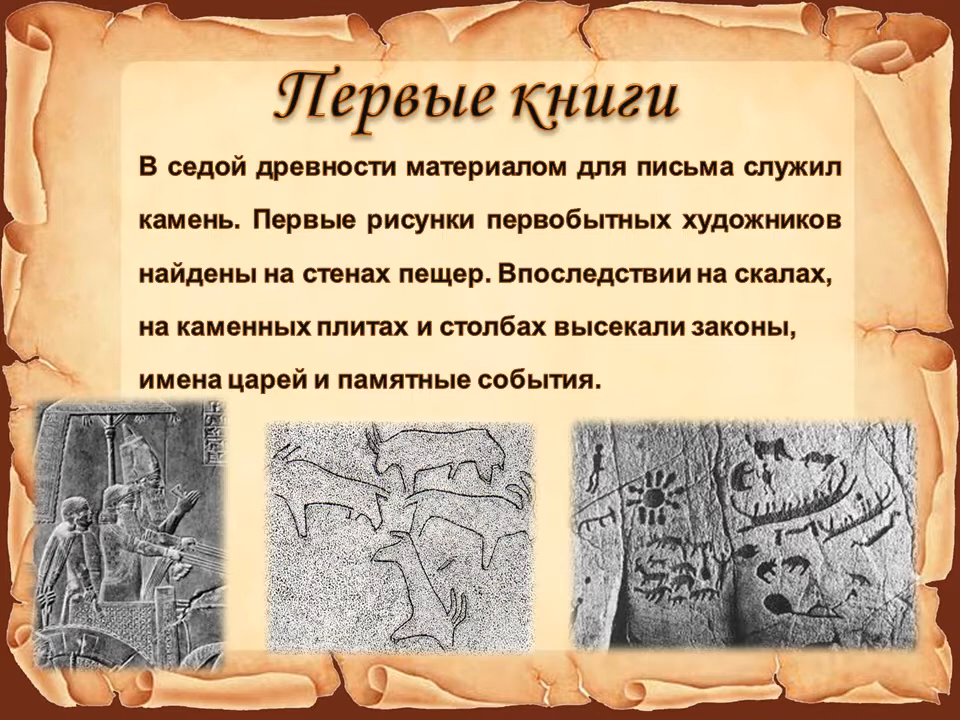 Первые книги
В седой древности материалом для письма служил
камень. Первые рисунки первобытных художников
найдены на стенах пещер. Впоследствии на скалах,
на каменных плитах и столбах высекали законы,
имена царей и памятные события.